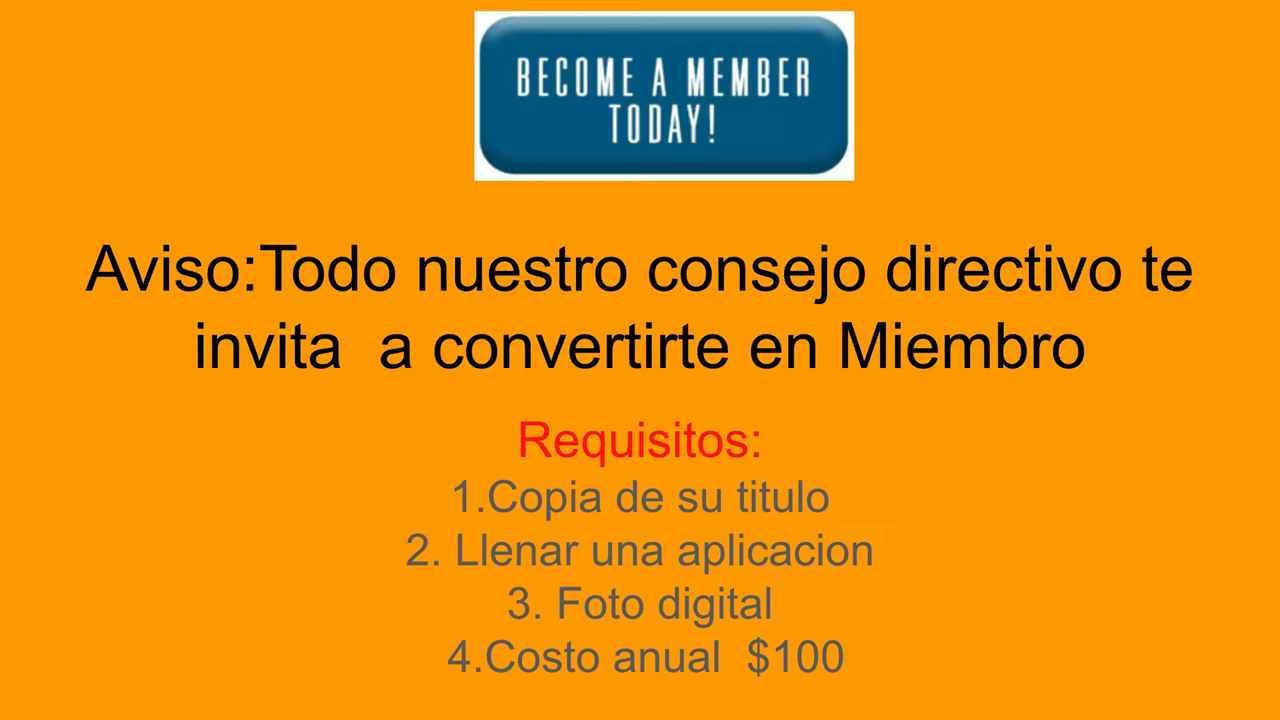 BECOME A MEMBER
TODAY!
Aviso:Todo nuestro consejo directivo te
invita  a convertirte en Miembro
Requisitos:
1.Copia de su titulo
2. Llenar una aplicacion
3. Foto digital
4.Costo anual  $100